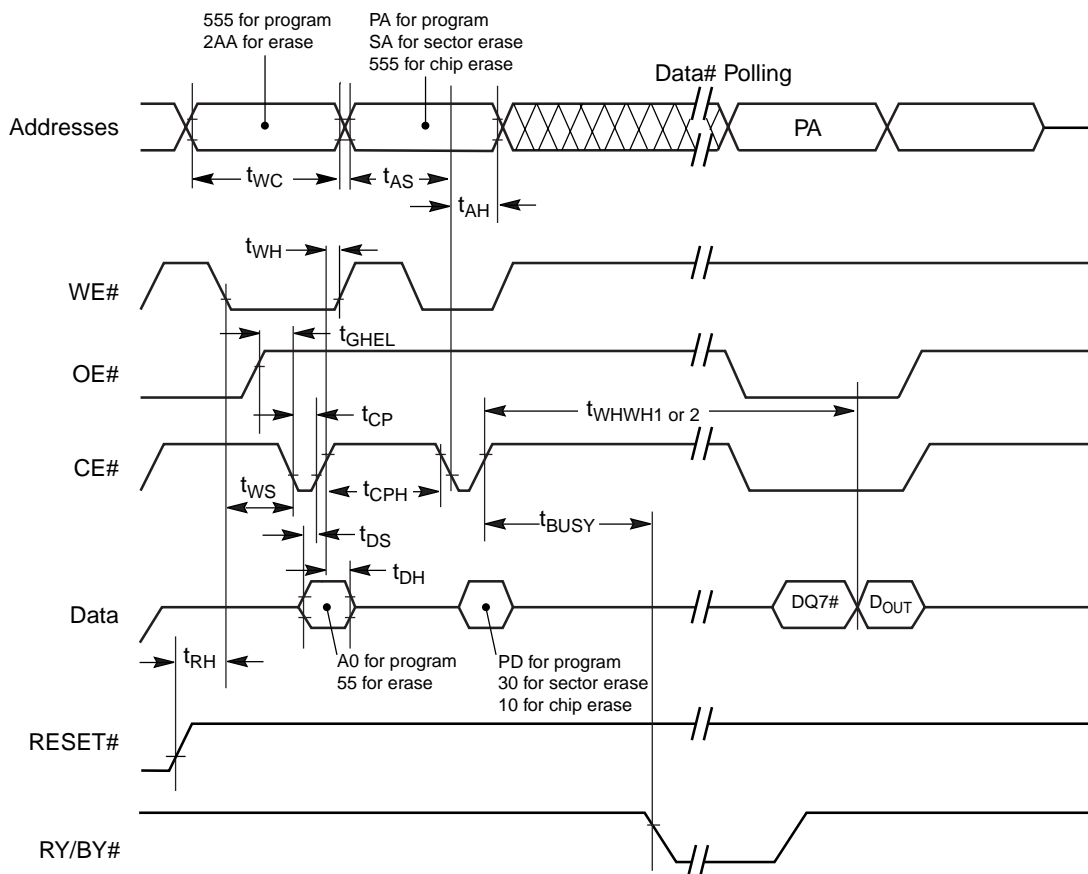 555 for program
2AA for erase
PA for program
SA for sector erase
555 for chip erase
Data# Polling
Addresses
PA
tWC
tAS
tAH
tWH
WE#
tGHEL
OE#
tWHWH1 or 2
tCP
CE#
tWS
tCPH
tBUSY
tDS
tDH
Data
DQ7#
DOUT
tRH
A0 for program
55 for erase
PD for program
30 for sector erase
10 for chip erase
RESET#
RY/BY#